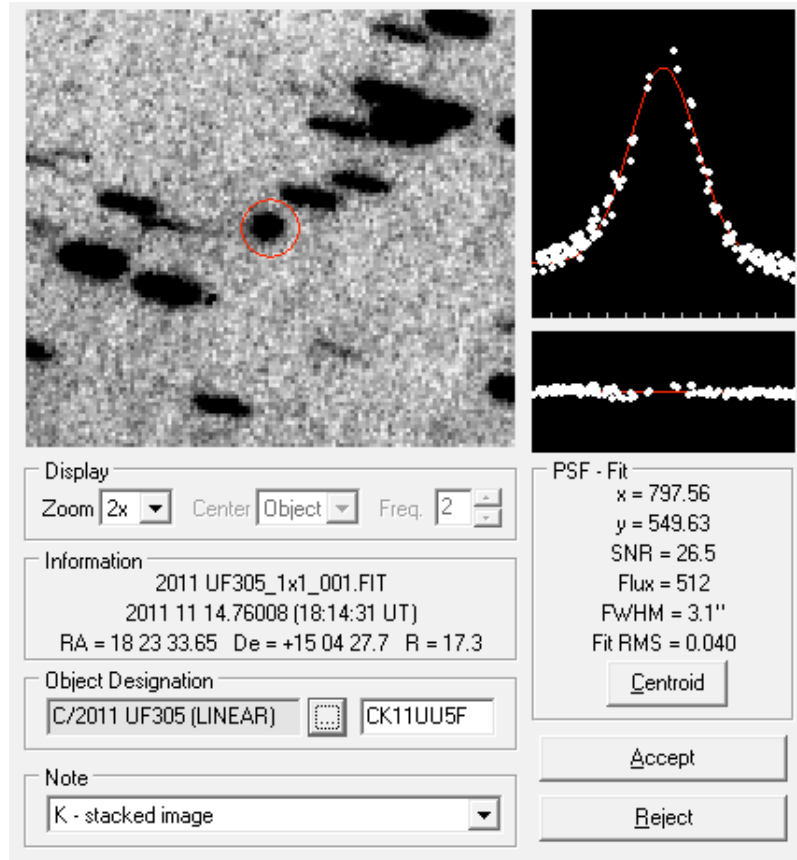 Display
Zoom 2x Center Object Freq. 2
Information
2011 UF305_1x1_001.FIT
2011 11 14.76008 (18:14:31 UT)
RA = 18 23 33.65 De = +15 04 27.7 R = 17.3
Object Designation
C/2011 UF305 (LINEAR) ... CK11UU5F
Note
K - stacked image
PSF - Fit
x = 797.56
y = 549.63
SNR = 26.5
Flux = 512
FWHM = 3.1"
Fit RMS = 0.040
Centroid
Accept
Reject